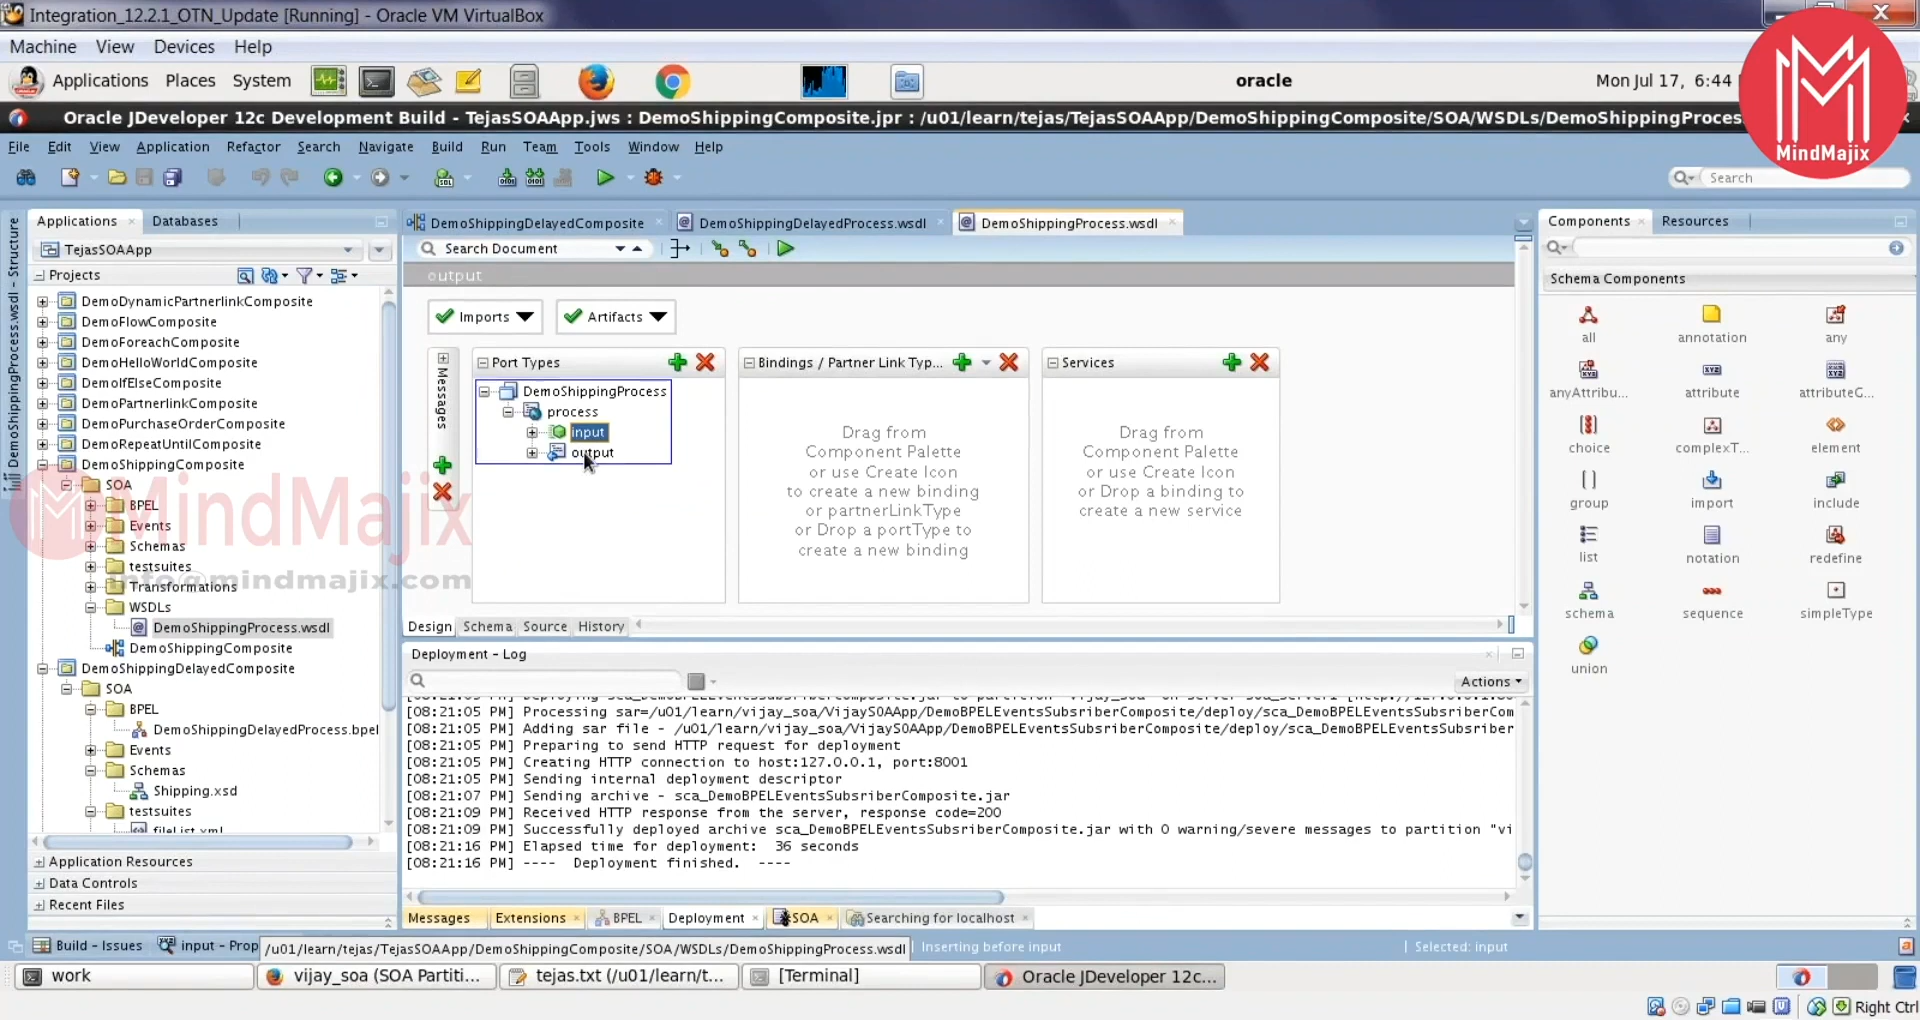 Integration_12.2.1_OTN_Update [Running] - Oracle VM VirtualBox
Machine View Devices Help
Applications Places System oracle Mon Jul 17, 6:44
MindMajix
Oracle JDeveloper 12c Development Build - TejasSOAApp.jws : DemoShippingComposite.jpr : /u01/learn/tejas/TejasSOAApp/DemoShippingComposite/SOA/WSDLs/DemoShippingProces
File Edit View Application Refactor Search Navigate Build Run Team Tools Window Help
Search
Applications Databases
DemoShippingDelayedComposite DemoShippingDelayedProcess.wsdl DemoShippingProcess.wsdl
Components Resources
TejasSOAApp
Search Document
Projects
output
Schema Components
DemoShippingProcess.wsdl - Structure
DemoDynamicPartnerlinkComposite
DemoFlowComposite
DemoForeachComposite
DemoHelloWorldComposite
DemoIfElseComposite
DemoPartnerlinkComposite
DemoPurchaseOrderComposite
DemoRepeatUntilComposite
DemoShippingComposite
SOA
BPEL
Events
Schemas
testsuites
Transformations
WSDLs
DemoShippingProcess.wsdl
DemoShippingComposite
DemoShippingDelayedComposite
SOA
BPEL
DemoShippingDelayedProcess.bpel
Events
Schemas
Shipping.xsd
testsuites
fileList.xml
MindMajix
info@mindmajix.com
Application Resources
Data Controls
Recent Files
Imports Artifacts
Messages
Port Types
DemoShippingProcess
process
input
output
Bindings / Partner Link Typ...
Drag from
Component Palette
or use Create Icon
to create a new binding
or partnerLinkType
or Drop a portType to
create a new binding
Services
Drag from
Component Palette
or use Create Icon
or Drop a binding to
create a new service
Design Schema Source History
all annotation any
anyAttribu... attribute attributeG...
choice complexT... element
group import include
list notation redefine
schema sequence simpleType
union
Deployment - Log
Actions
[08:21:05 PM] Processing sar=/u01/learn/vijay_soa/VijaySOAApp/DemoBPELEventsSubsriberComposite/deploy/sca_DemoBPELEventsSubsriberCom
[08:21:05 PM] Adding sar file - /u01/learn/vijay_soa/VijaySOAApp/DemoBPELEventsSubsriberComposite/deploy/sca_DemoBPELEventsSubsriber
[08:21:05 PM] Preparing to send HTTP request for deployment
[08:21:05 PM] Creating HTTP connection to host:127.0.0.1, port:8001
[08:21:05 PM] Sending internal deployment descriptor
[08:21:07 PM] Sending archive - sca_DemoBPELEventsSubsriberComposite.jar
[08:21:09 PM] Received HTTP response from the server, response code=200
[08:21:09 PM] Successfully deployed archive sca_DemoBPELEventsSubsriberComposite.jar with 0 warning/severe messages to partition "vi
[08:21:16 PM] Elapsed time for deployment: 36 seconds
[08:21:16 PM] ---- Deployment finished. ----
Messages Extensions BPEL Deployment SOA Searching for localhost
Build - Issues input - Prop /u01/learn/tejas/TejasSOAApp/DemoShippingComposite/SOA/WSDLs/DemoShippingProcess.wsdl Inserting before input Selected: input
work vijay_soa (SOA Partiti... tejas.txt (/u01/learn/t... [Terminal] Oracle JDeveloper 12c...
Right Ctrl